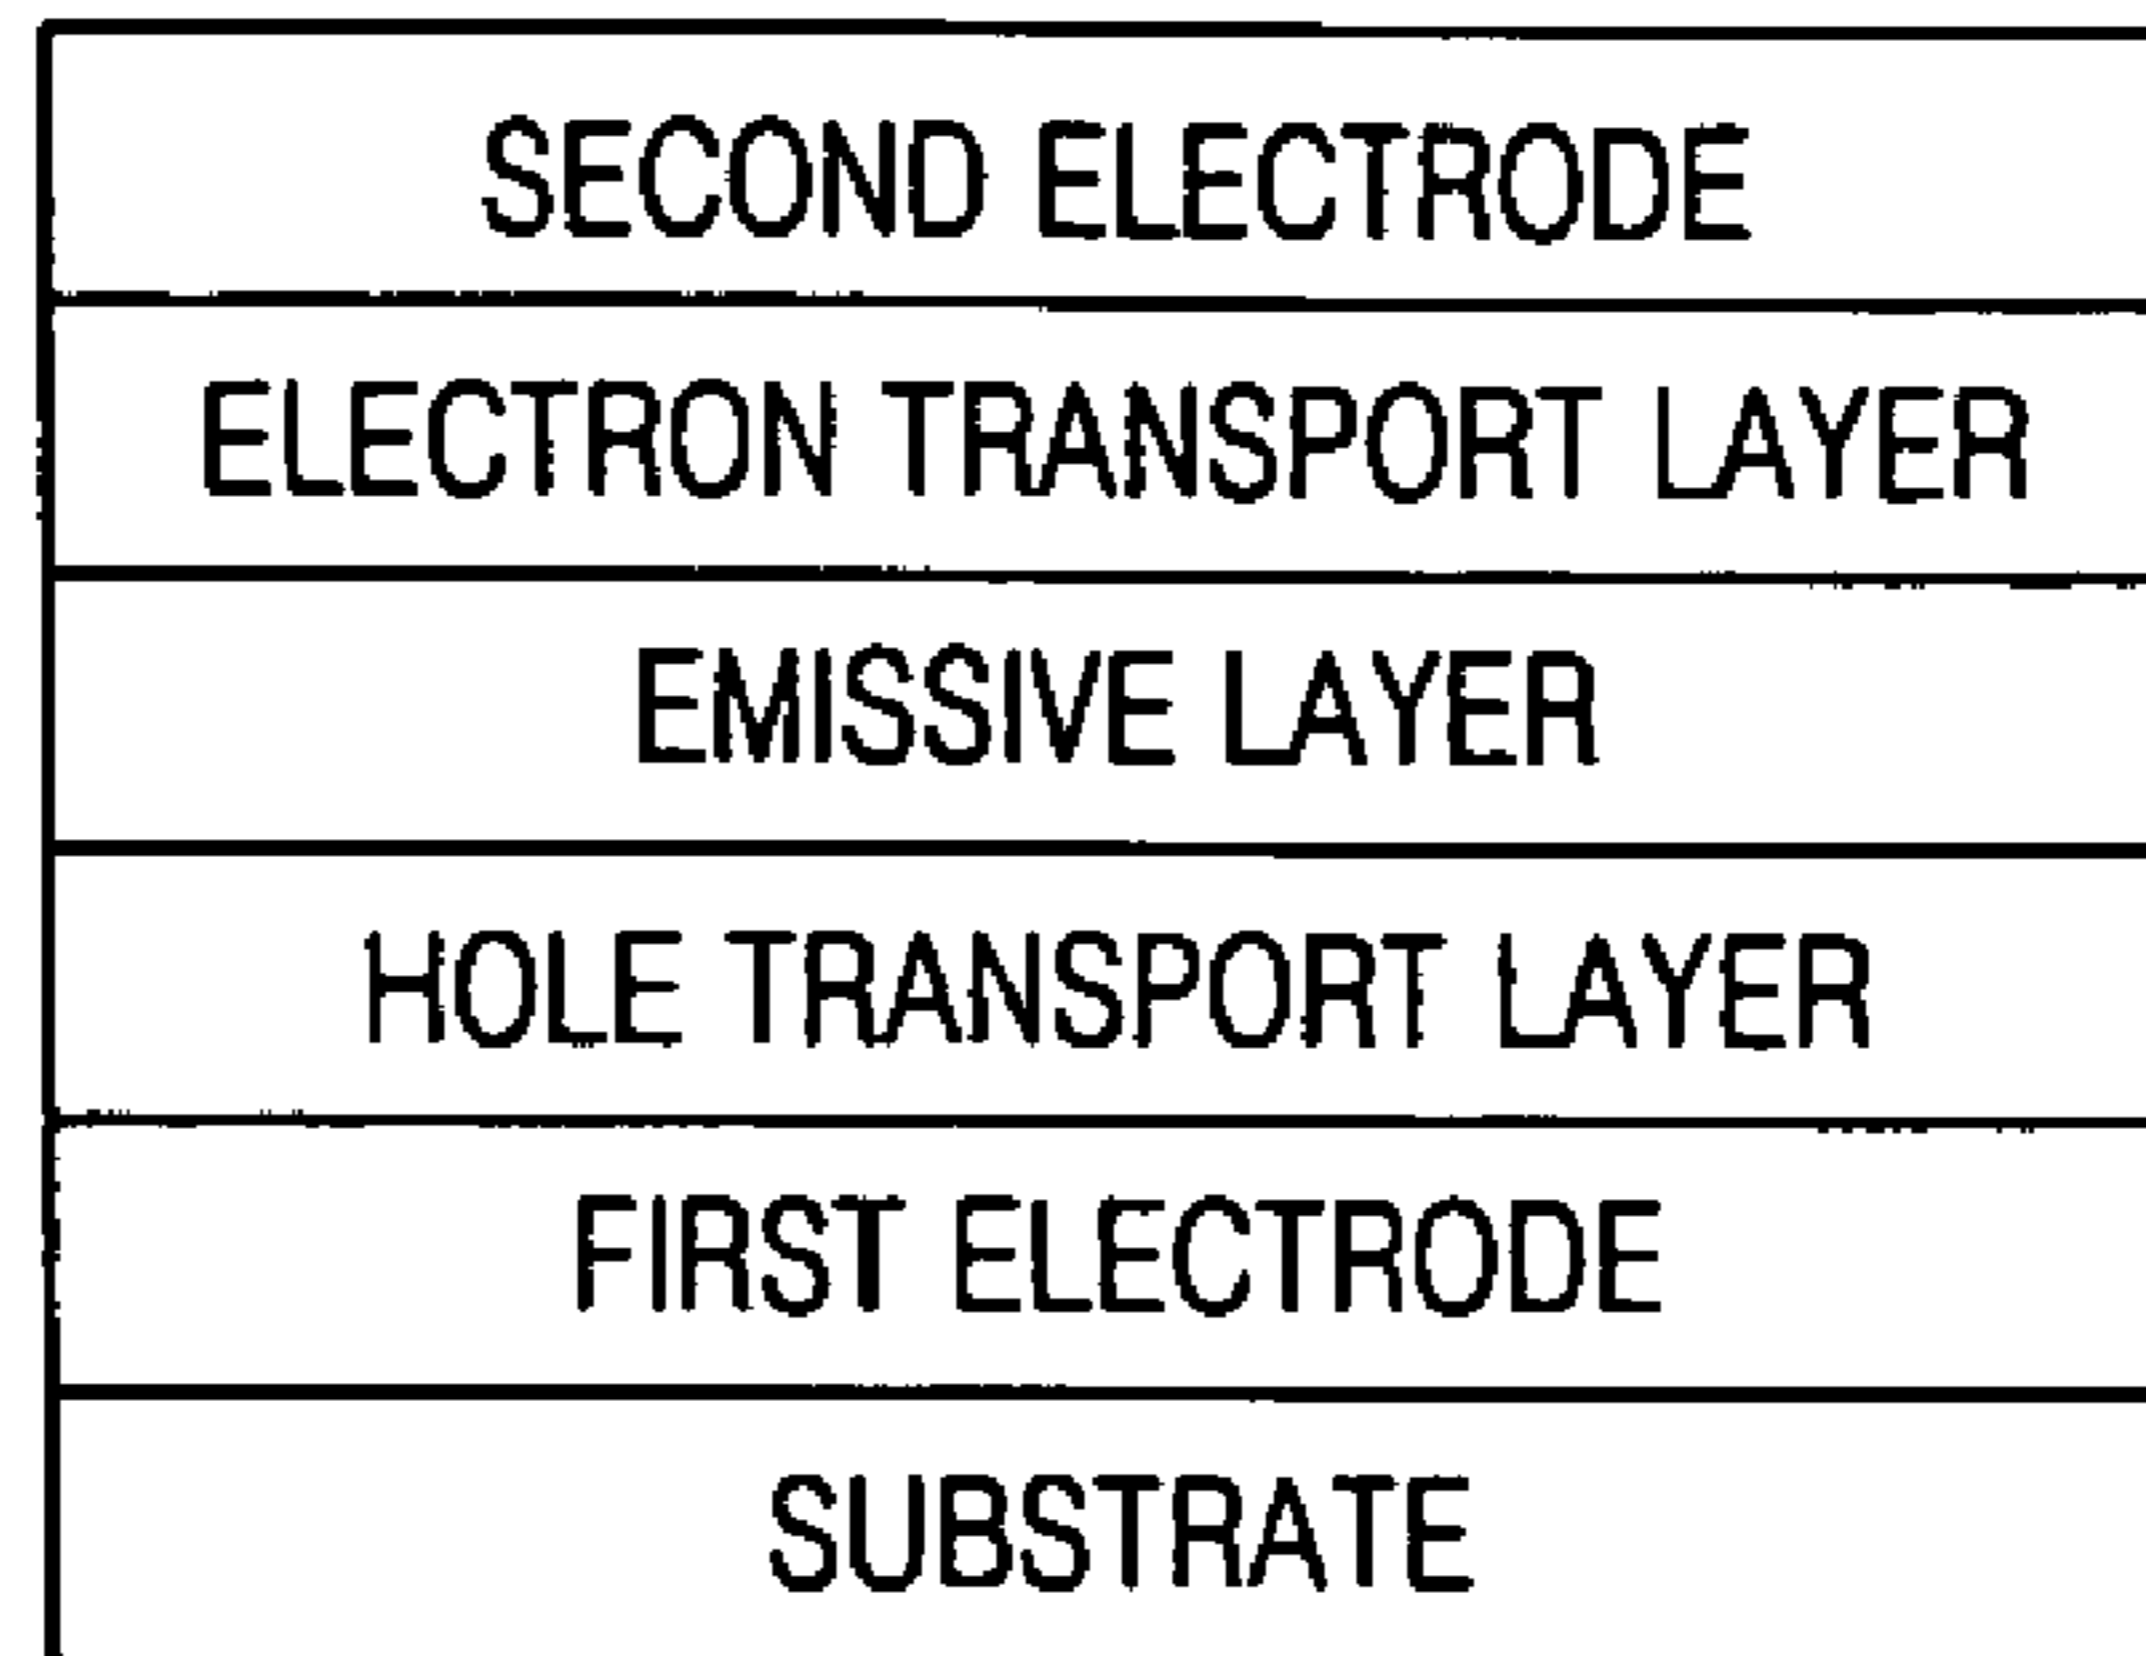 SECOND ELECTRODE
ELECTRON TRANSPORT LAYER
EMISSIVE LAYER
HOLE TRANSPORT LAYER
FIRST ELECTRODE
SUBSTRATE